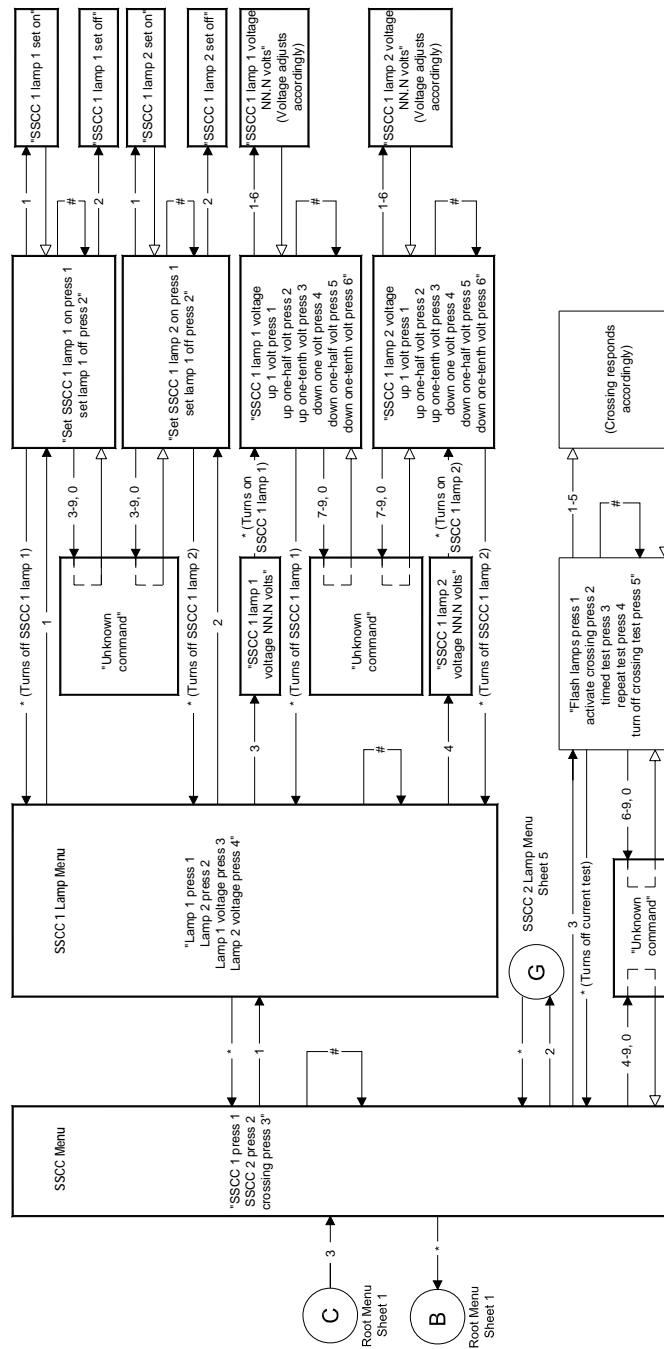 C
Root Menu
Sheet 1
3
B
Root Menu
Sheet 1
*
SSCC Menu
"SSCC 1 press 1
SSCC 2 press 2
crossing press 3"
*
1
#
*
2
G
SSCC 2 Lamp Menu
Sheet 5
3
* (Turns off current test)
4-9, 0
"Unknown
command"
6-9, 0
"Flash lamps press 1
activate crossing press 2
timed test press 3
repeat test press 4
turn off crossing test press 5"
1-5
#
(Crossing responds
accordingly)
SSCC 1 Lamp Menu
"Lamp 1 press 1
Lamp 2 press 2
Lamp 1 voltage press 3
Lamp 2 voltage press 4"
#
* (Turns off SSCC 1 lamp 1)
1
"Set SSCC 1 lamp 1 on press 1
set lamp 1 off press 2"
3-9, 0
"Unknown
command"
3-9, 0
1
"SSCC 1 lamp 1 set on"
#
2
"SSCC 1 lamp 1 set off"
* (Turns off SSCC 1 lamp 2)
2
"Set SSCC 1 lamp 2 on press 1
set lamp 1 off press 2"
1
"SSCC 1 lamp 2 set on"
#
2
"SSCC 1 lamp 2 set off"
3
"SSCC 1 lamp 1
voltage NN.N volts"
* (Turns on
SSCC 1 lamp 1)
* (Turns off SSCC 1 lamp 1)
"SSCC 1 lamp 1 voltage
up 1 volt press 1
up one-half volt press 2
up one-tenth volt press 3
down one volt press 4
down one-half volt press 5
down one-tenth volt press 6"
1-6
"SSCC 1 lamp 1 voltage
NN.N volts"
(Voltage adjusts
accordingly)
#
7-9, 0
"Unknown
command"
7-9, 0
4
"SSCC 1 lamp 2
voltage NN.N volts"
* (Turns on
SSCC 1 lamp 2)
* (Turns off SSCC 1 lamp 2)
"SSCC 1 lamp 2 voltage
up 1 volt press 1
up one-half volt press 2
up one-tenth volt press 3
down one volt press 4
down one-half volt press 5
down one-tenth volt press 6"
1-6
"SSCC 1 lamp 2 voltage
NN.N volts"
(Voltage adjusts
accordingly)
#